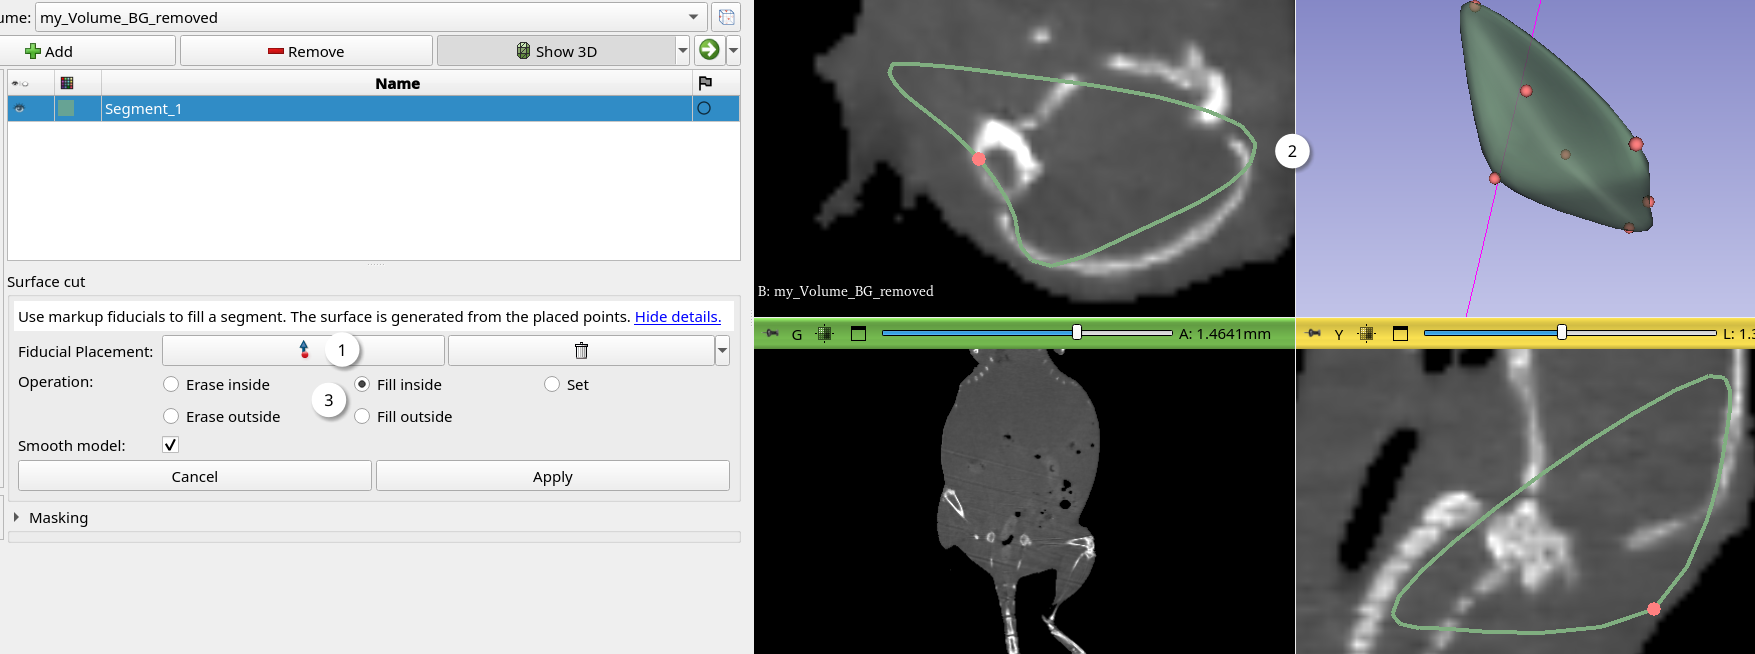 ume: my_Volume_BG_removed
Add Remove Show 3D
Name
Segment_1
Surface cut
Use markup fiducials to fill a segment. The surface is generated from the placed points. Hide details.
Fiducial Placement: 1
Operation: Erase inside Fill inside Set
3
Erase outside Fill outside
Smooth model:
Cancel Apply
Masking
2
B: my_Volume_BG_removed
G A: 1.4641mm
Y L: 1.3